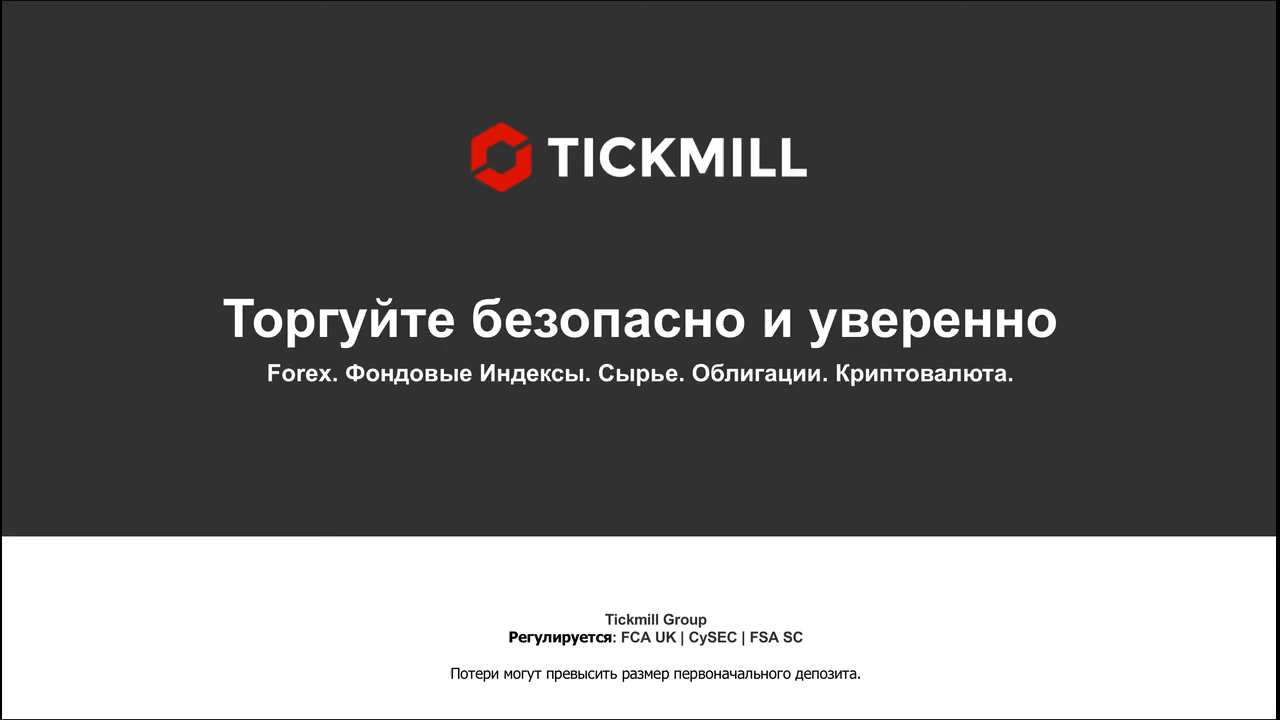 TICKMILL
Торгуйте безопасно и уверенно
Forex. Фондовые Индексы. Сырье. Облигации. Криптовалюта.
Tickmill Group
Регулируется: FCA UK | CySEC | FSA SC
Потери могут превысить размер первоначального депозита.